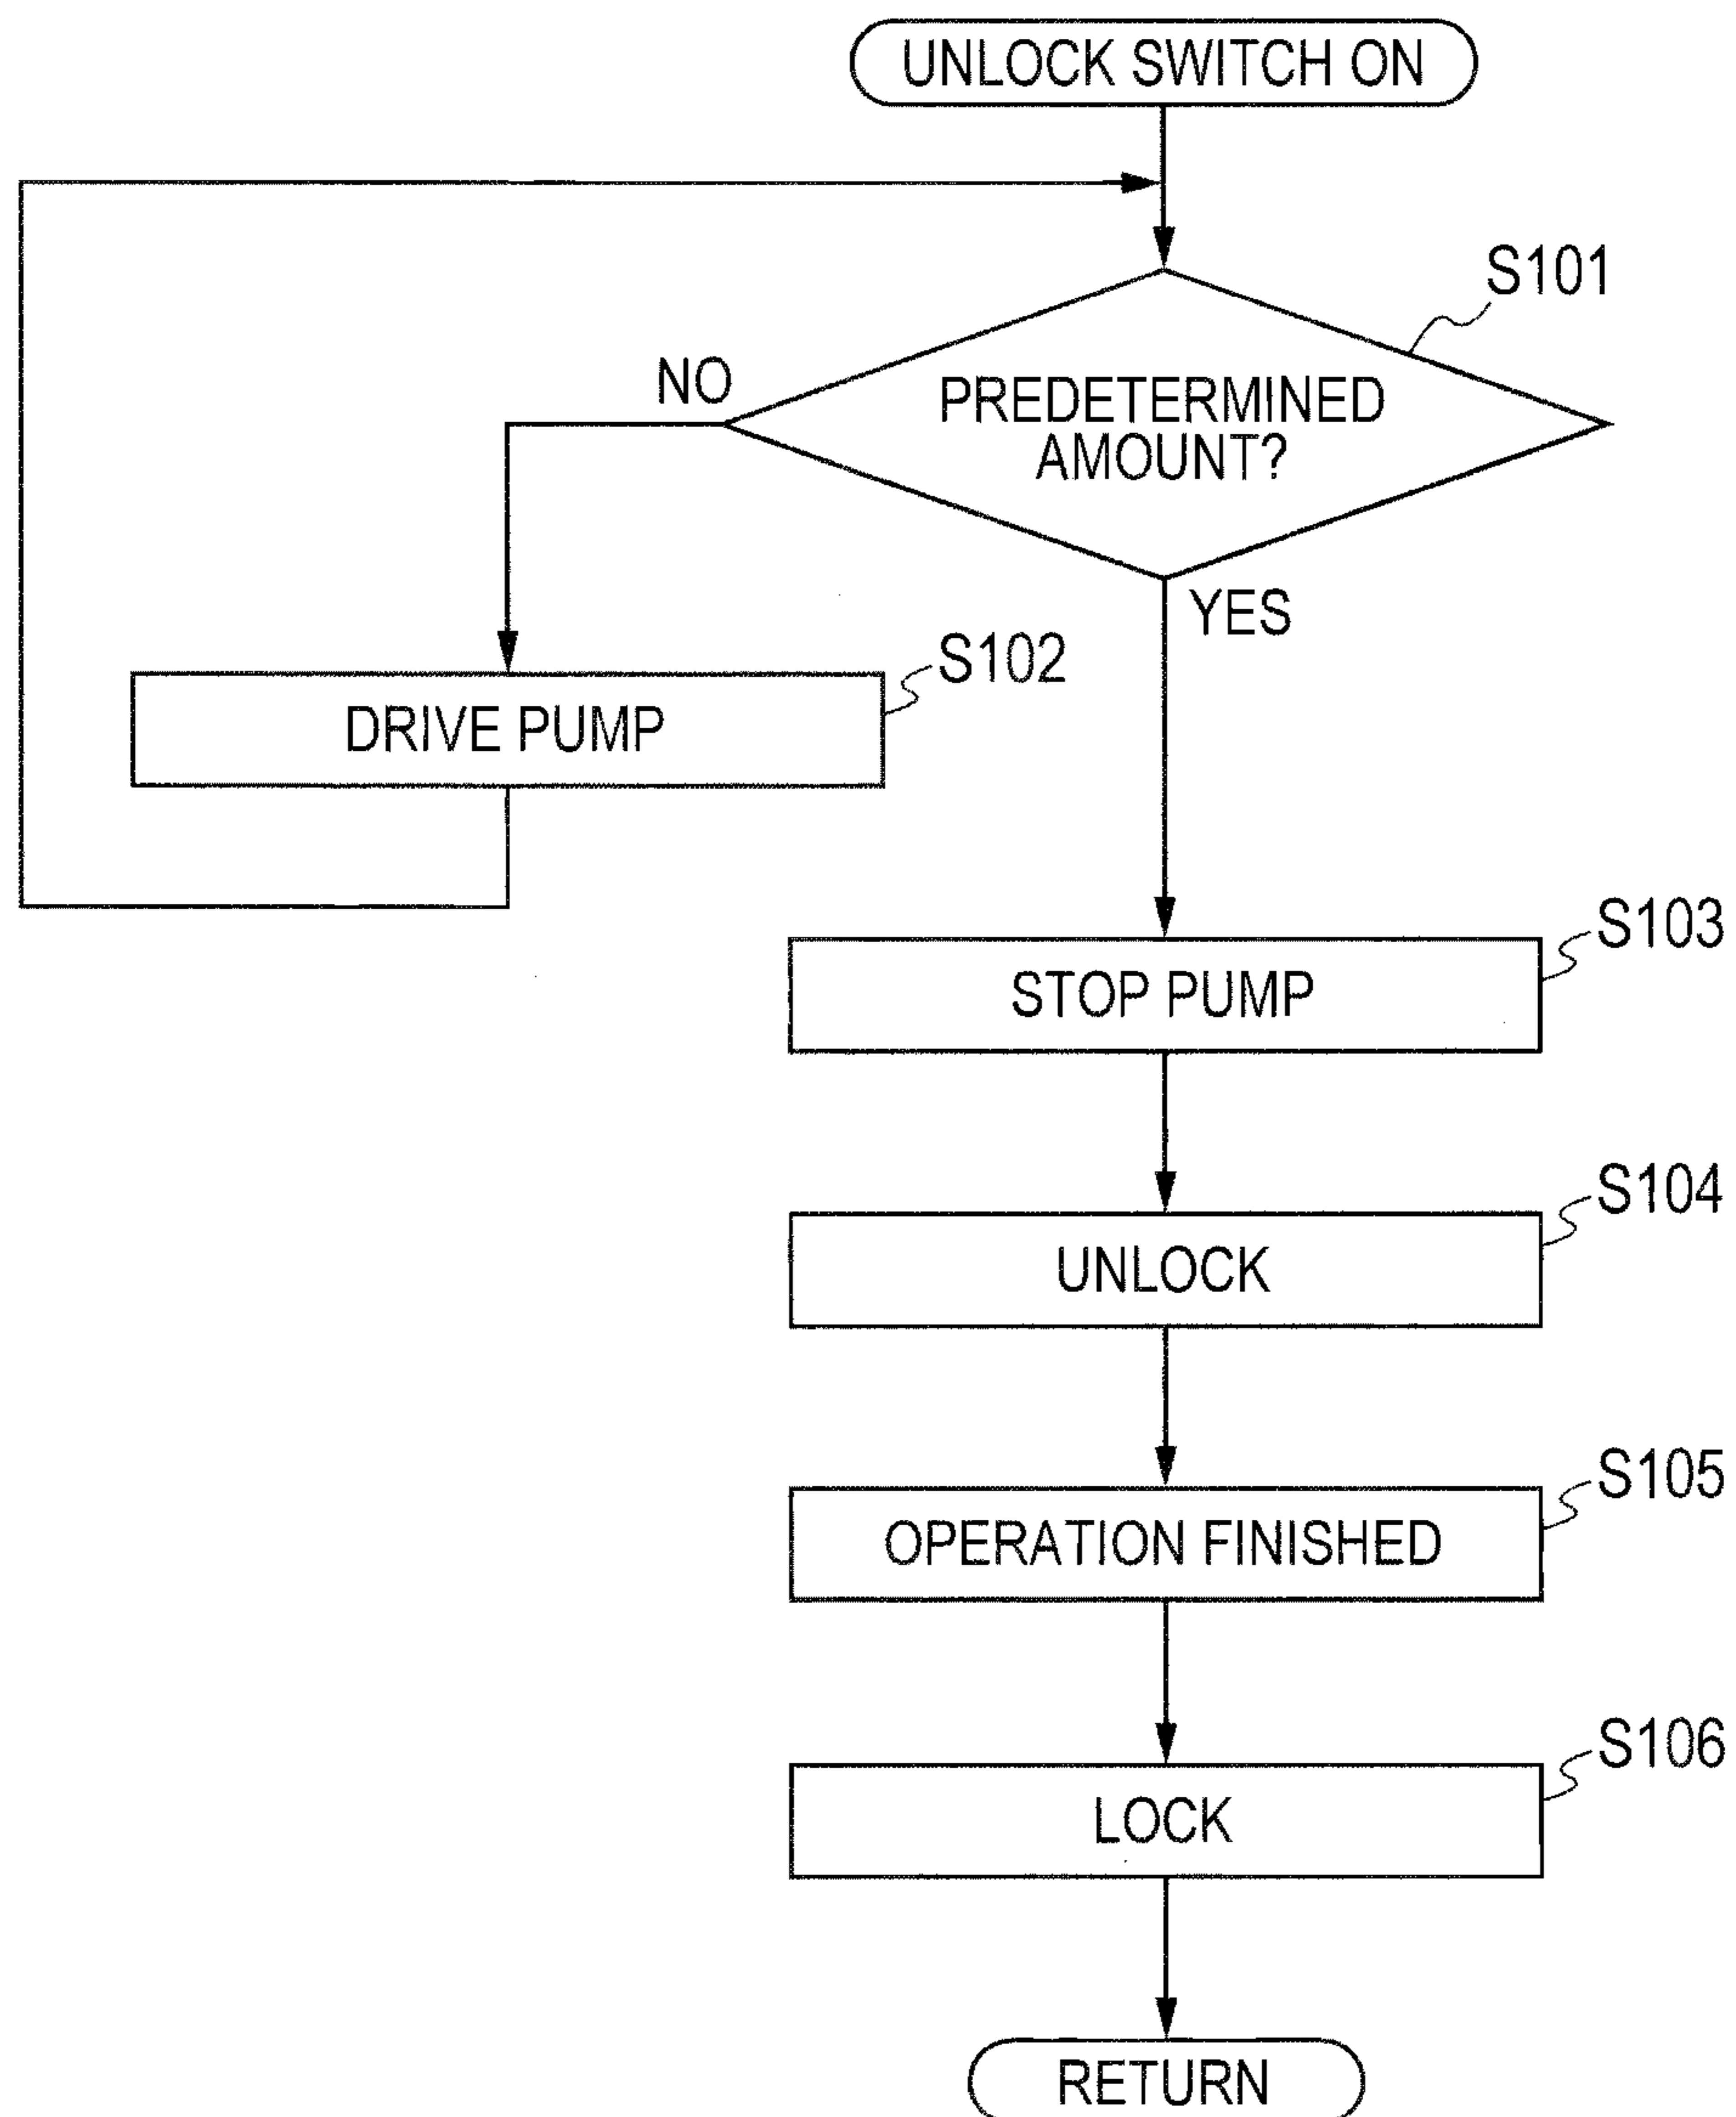 UNLOCK SWITCH ON
S101
NO
PREDETERMINED
AMOUNT?
YES
S102
DRIVE PUMP
S103
STOP PUMP
S104
UNLOCK
S105
OPERATION FINISHED
S106
LOCK
RETURN